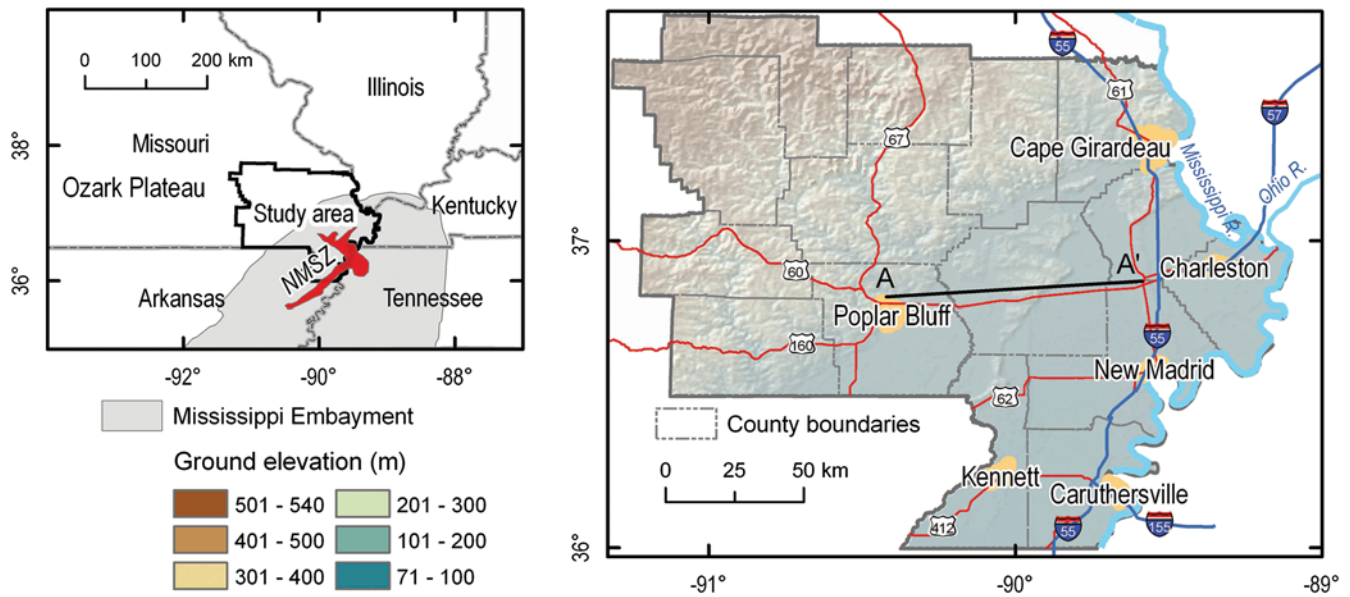 0 100 200 km
Illinois
Missouri
Ozark Plateau
Study area
Kentucky
NMSZ
Arkansas
Tennessee
38°
36°
-92
-90
-88°
Mississippi Embayment
Ground elevation (m)
501 - 540
401 - 500
301 - 400
201 - 300
101 - 200
71 - 100
55
61
57
67
Cape Girardeau
Mississippi R.
Ohio R.
37°
60
A
A'
Charleston
Poplar Bluff
160
55
New Madrid
62
County boundaries
0 25 50 km
Kennett
Caruthersville
412
55
155
36°
-91°
-90°
-89°